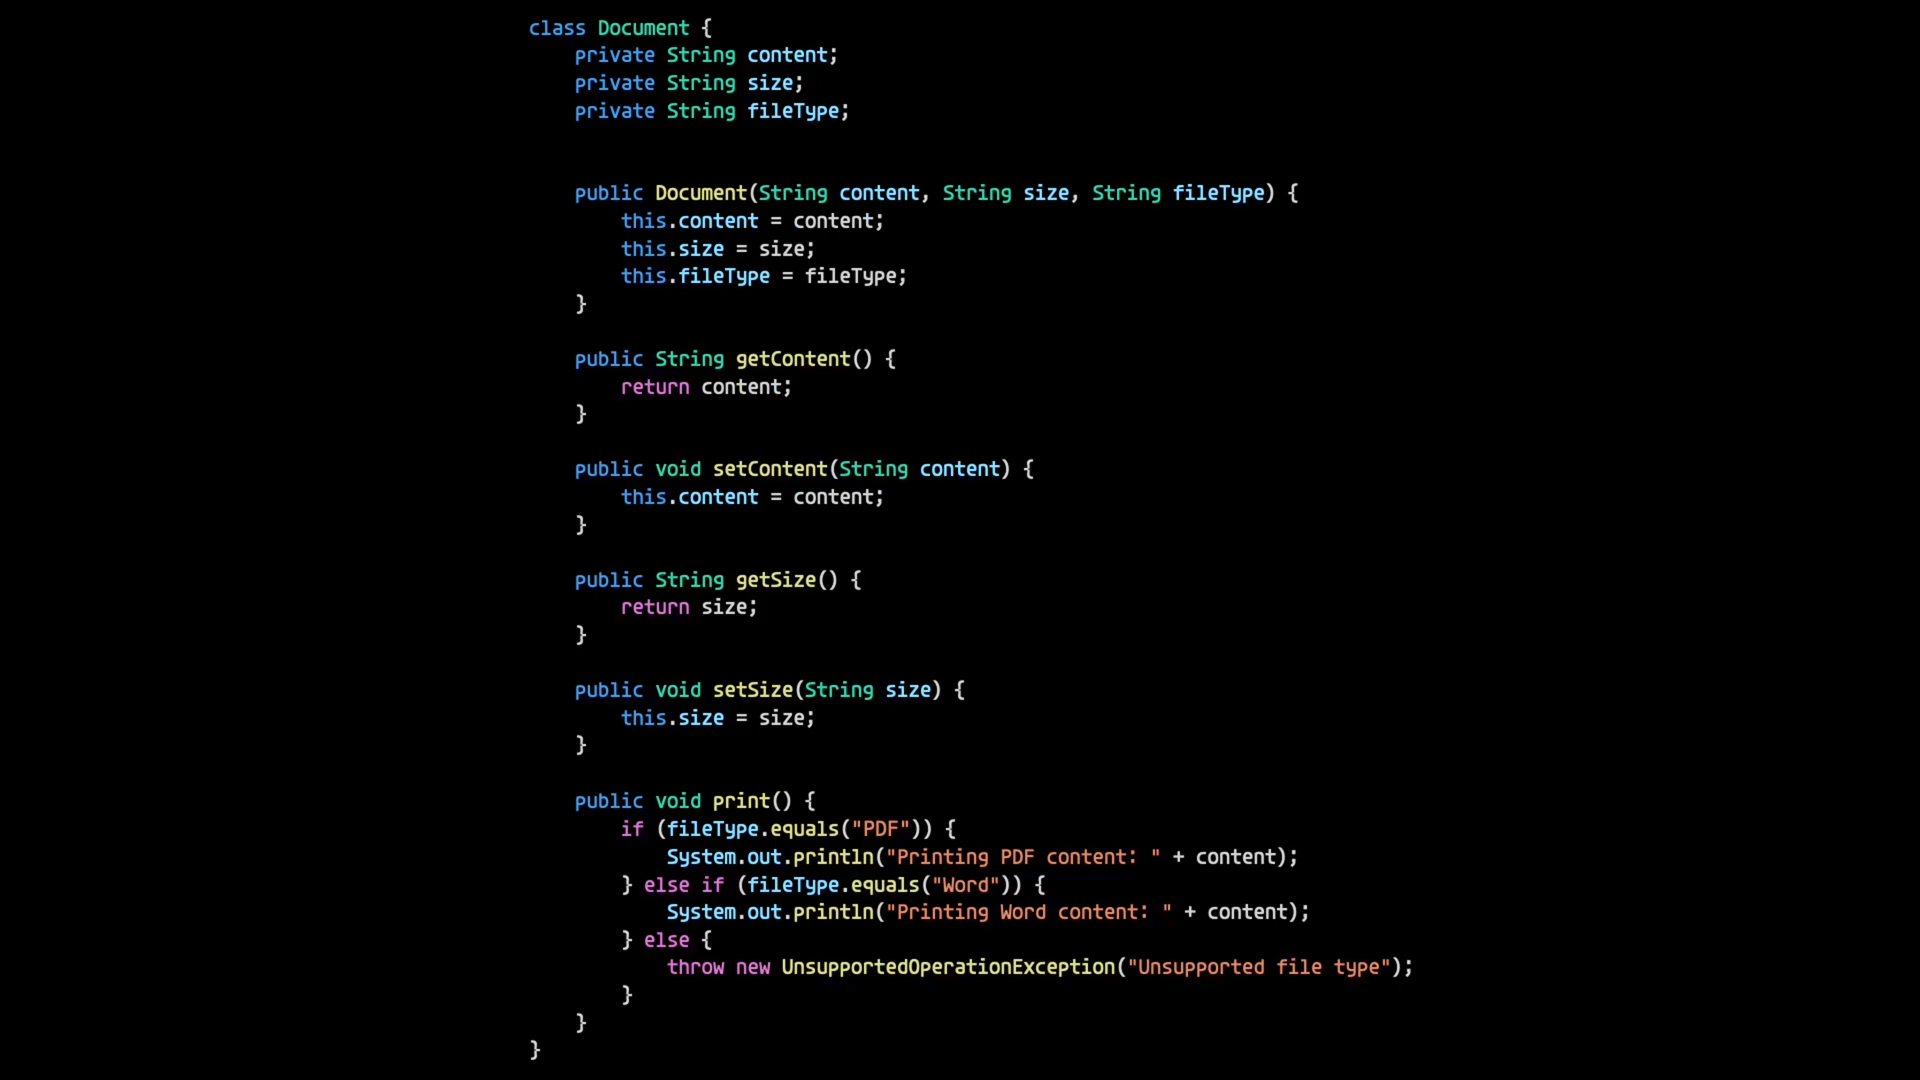 class Document {
    private String content;
    private String size;
    private String fileType;


    public Document(String content, String size, String fileType) {
        this.content = content;
        this.size = size;
        this.fileType = fileType;
    }

    public String getContent() {
        return content;
    }

    public void setContent(String content) {
        this.content = content;
    }

    public String getSize() {
        return size;
    }

    public void setSize(String size) {
        this.size = size;
    }

    public void print() {
        if (fileType.equals("PDF")) {
            System.out.println("Printing PDF content: " + content);
        } else if (fileType.equals("Word")) {
            System.out.println("Printing Word content: " + content);
        } else {
            throw new UnsupportedOperationException("Unsupported file type");
        }
    }
}